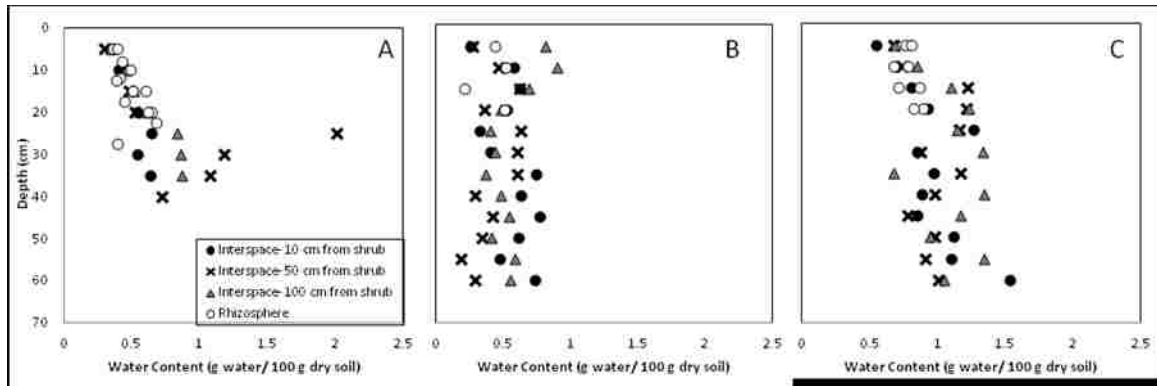 0
10
20
30
40
50
60
70
Depth (cm)
A
B
C
Interspace- 10 cm from shrub
Interspace- 50 cm from shrub
Interspace- 100 cm from shrub
Rhizosphere
0 0.5 1 1.5 2 2.5
0 0.5 1 1.5 2 2.5
0 0.5 1 1.5 2 2.5
Water Content (g water/ 100 g dry soil)
Water Content (g water/ 100 g dry soil)
Water Content (g water/ 100 g dry soil)